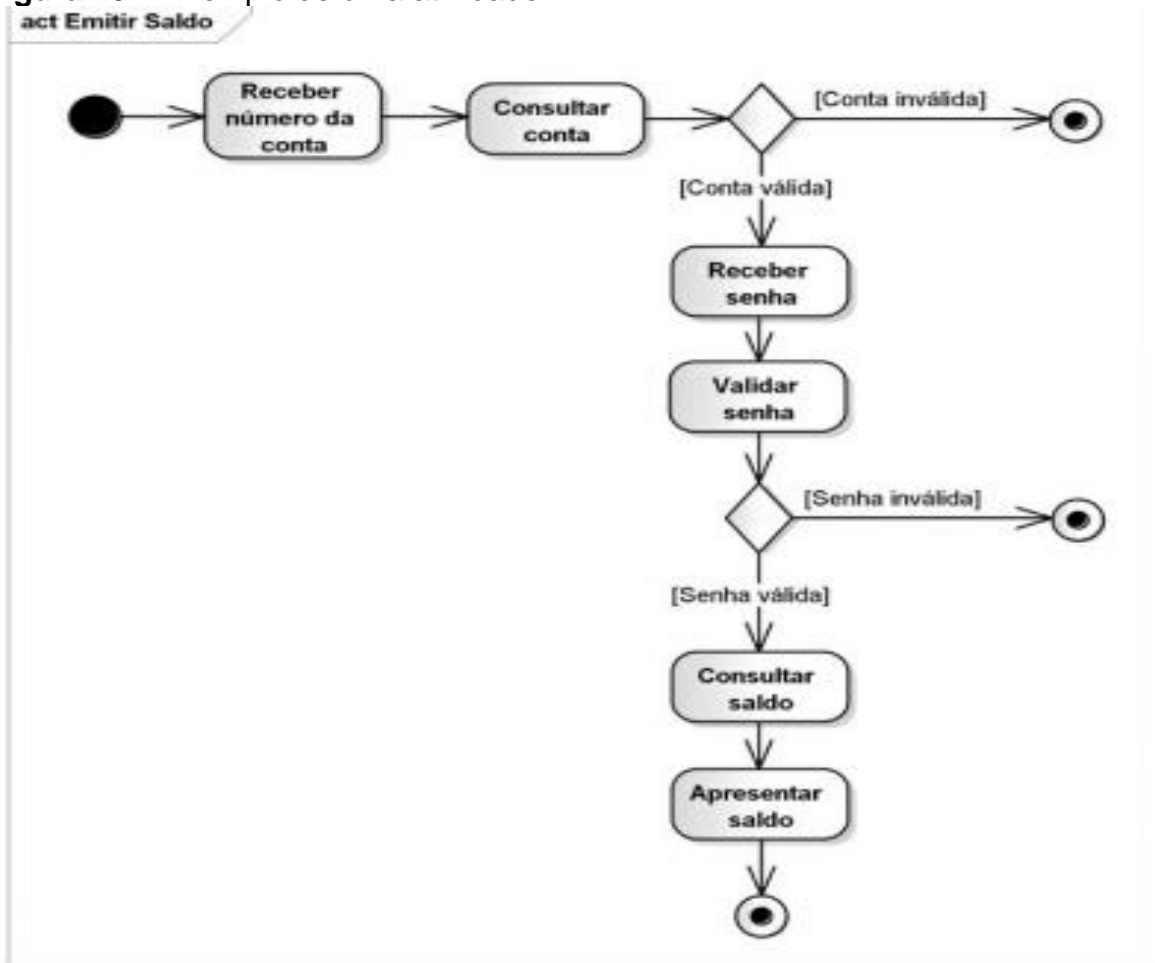 act Emitir Saldo
Receber
número da
conta
Consultar
conta
[Conta inválida]
[Conta válida]
Receber
senha
Validar
senha
[Senha inválida]
[Senha válida]
Consultar
saldo
Apresentar
saldo